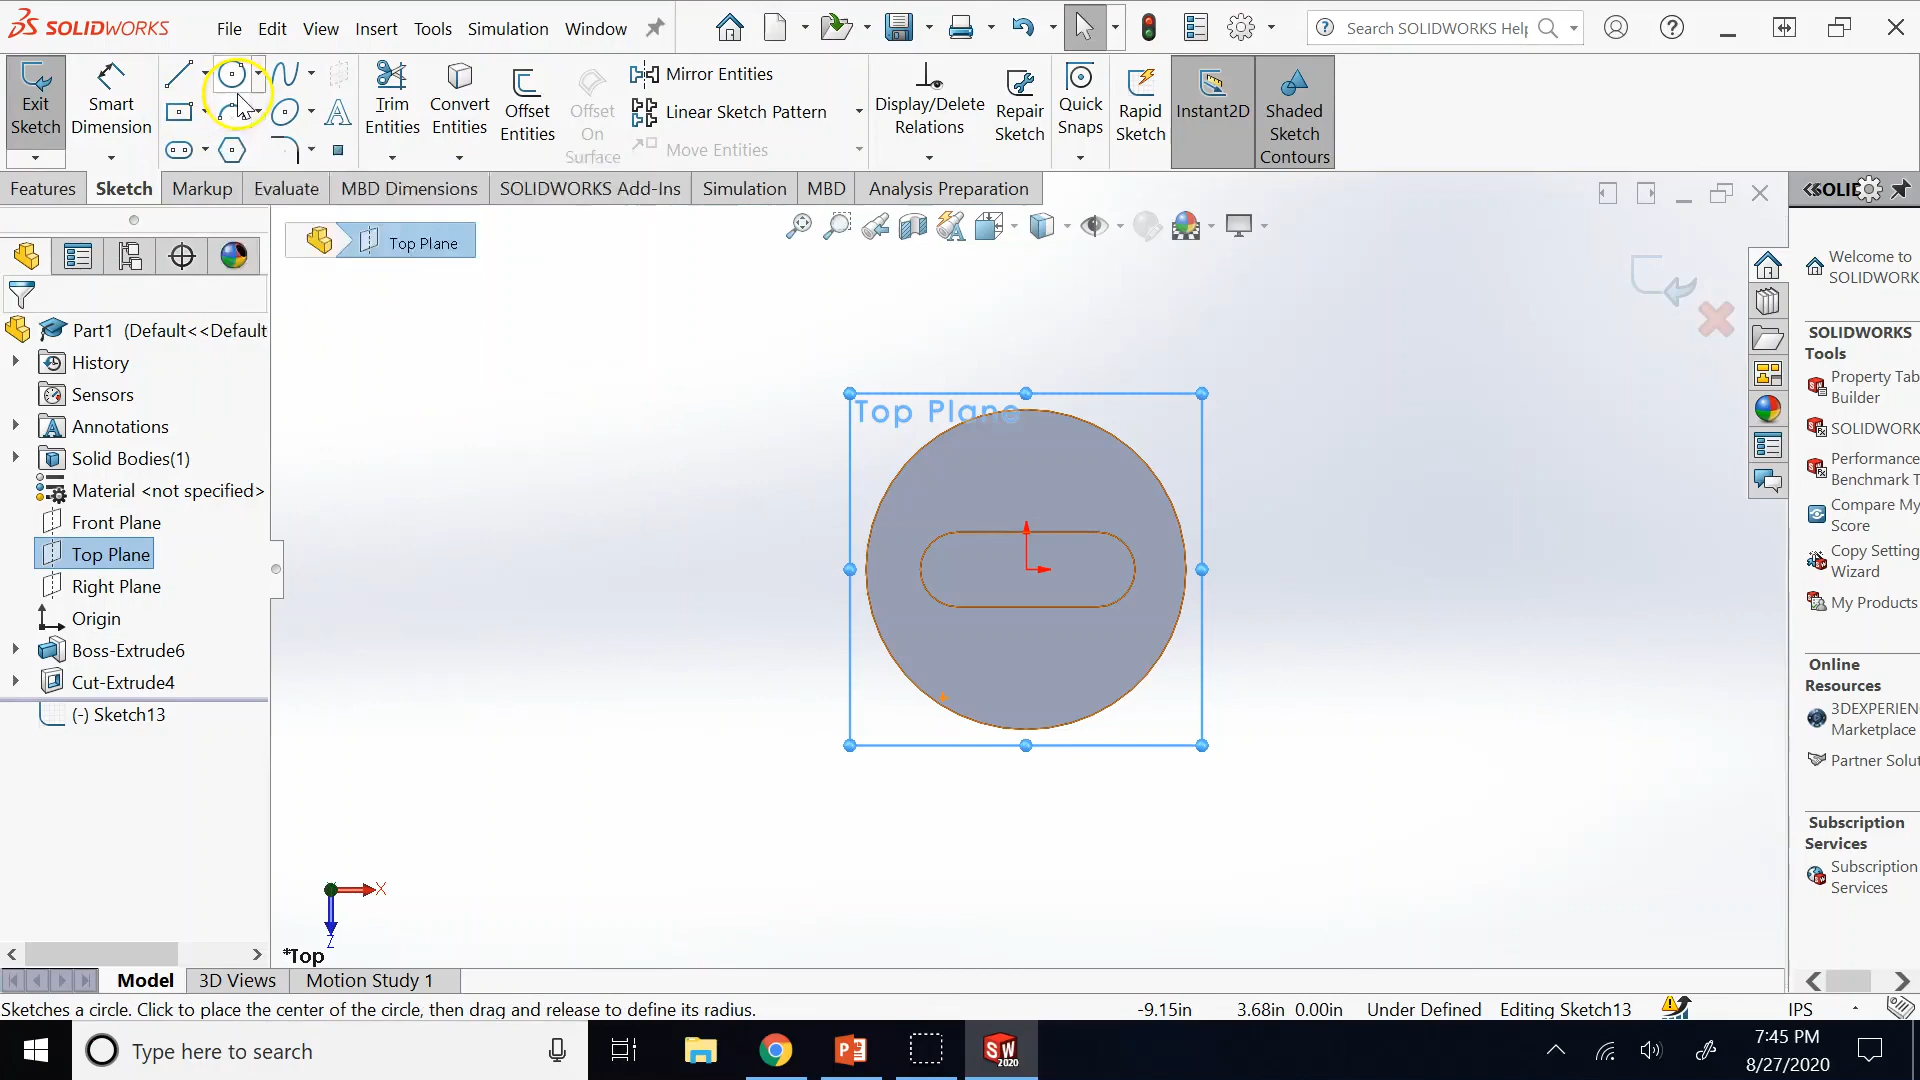 SOLIDWORKS File Edit View Insert Tools Simulation Window Search SOLIDWORKS Help
Exit Sketch
Smart Dimension
Trim Entities
Convert Entities
Offset Entities
Offset On Surface
Mirror Entities
Linear Sketch Pattern
Move Entities
Display/Delete Relations
Repair Sketch
Quick Snaps
Rapid Sketch
Instant2D
Shaded Sketch Contours
Features Sketch Markup Evaluate MBD Dimensions SOLIDWORKS Add-Ins Simulation MBD Analysis Preparation
SOLID
Top Plane
Part1 (Default<<Default
History
Sensors
Annotations
Solid Bodies(1)
Material <not specified>
Front Plane
Top Plane
Right Plane
Origin
Boss-Extrude6
Cut-Extrude4
(-) Sketch13
Top Plane
X
Z
*Top
Welcome to
SOLIDWORK
SOLIDWORKS
Tools
Property Tab
Builder
SOLIDWORK
Performance
Benchmark T
Compare My
Score
Copy Setting
Wizard
My Products
Online
Resources
3DEXPERIEN
Marketplace
Partner Solu
Subscription
Services
Subscription
Services
Model 3D Views Motion Study 1
Sketches a circle. Click to place the center of the circle, then drag and release to define its radius. -9.15in 3.68in 0.00in Under Defined Editing Sketch13 IPS
Type here to search
SW
2020
7:45 PM
8/27/2020